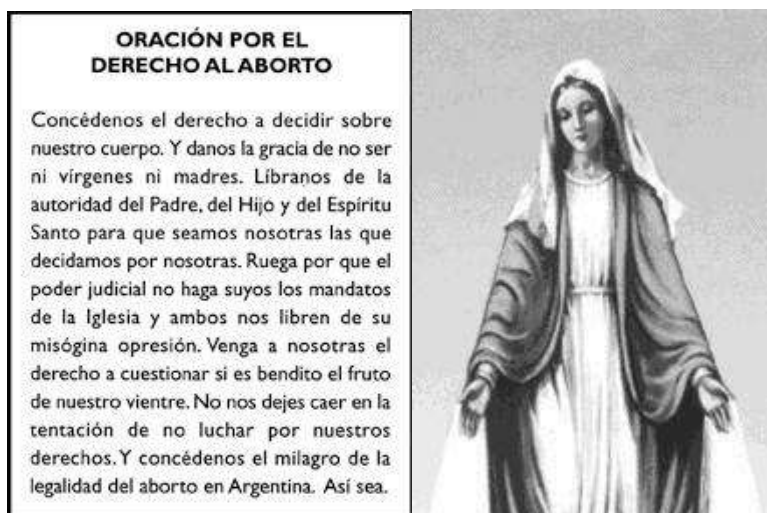 ORACIÓN POR EL
DERECHO AL ABORTO
Concédenos el derecho a decidir sobre
nuestro cuerpo. Y danos la gracia de no ser
ni vírgenes ni madres. Líbranos de la
autoridad del Padre, del Hijo y del Espíritu
Santo para que seamos nosotras las que
decidamos por nosotras. Ruega por que el
poder judicial no haga suyos los mandatos
de la Iglesia y ambos nos libren de su
misógina opresión. Venga a nosotras el
derecho a cuestionar si es bendito el fruto
de nuestro vientre. No nos dejes caer en la
tentación de no luchar por nuestros
derechos. Y concédenos el milagro de la
legalidad del aborto en Argentina. Así sea.